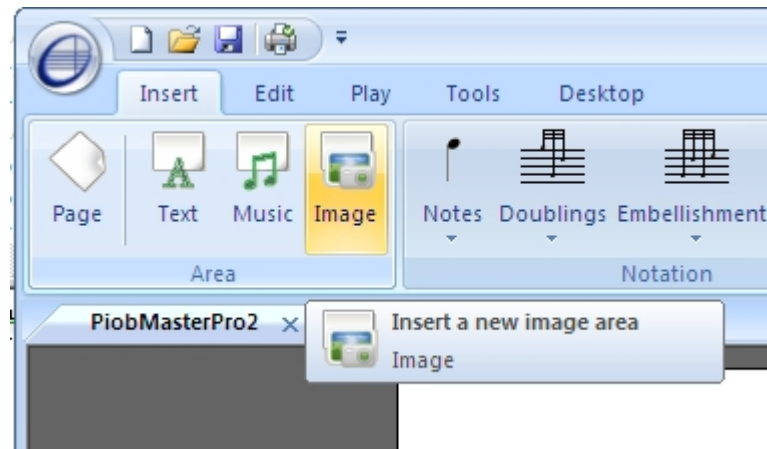 Insert Edit Play Tools Desktop
Page Text Music Image Notes Doublings Embellishment
Area Notation
PiobMasterPro2
Insert a new image area
Image